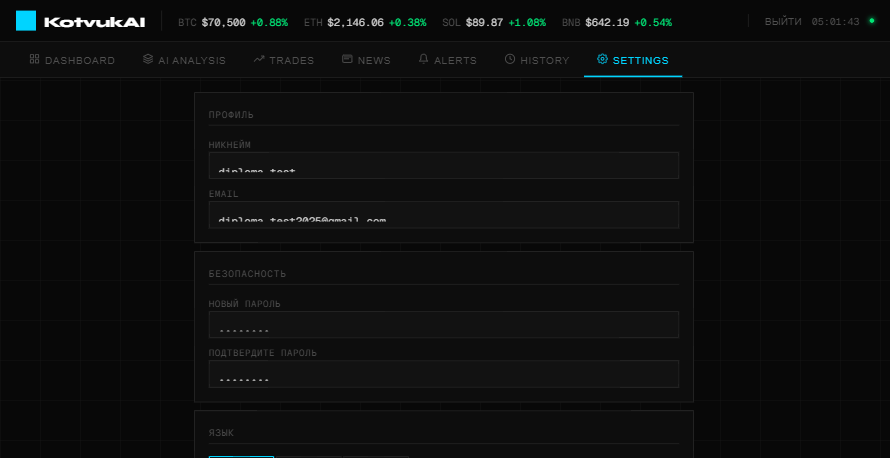 KotvukAI
BTC $70,500 +0.88% ETH $2,146.06 +0.38% SOL $89.87 +1.08% BNB $642.19 +0.54%
ВЫЙТИ 05:01:43
DASHBOARD AI ANALYSIS TRADES NEWS ALERTS HISTORY SETTINGS
ПРОФИЛЬ
НИКНЕЙМ
diploma_test
EMAIL
diploma.test2025@gmail.com
БЕЗОПАСНОСТЬ
НОВЫЙ ПАРОЛЬ
--------
ПОДТВЕРДИТЕ ПАРОЛЬ
--------
ЯЗЫК